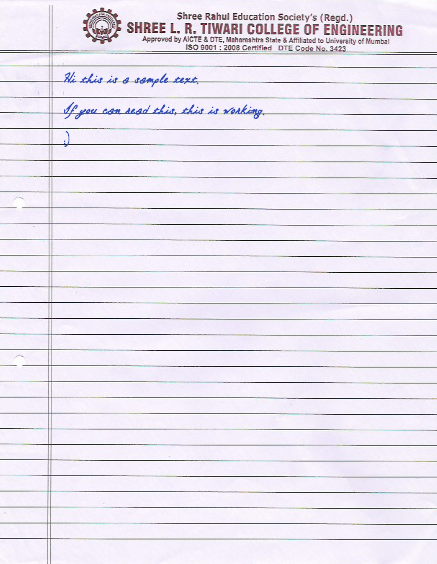 Shree Rahul Education Society's (Regd.)
SHREE L. R. TIWARI COLLEGE OF ENGINEERING
Approved by AICTE & DTE, Maharashtra State & Affiliated to University of Mumbai
ISO 9001 : 2008 Certified DTE Code No. 3423
Hi this is a sample text.
If you can read this, this is working.
)